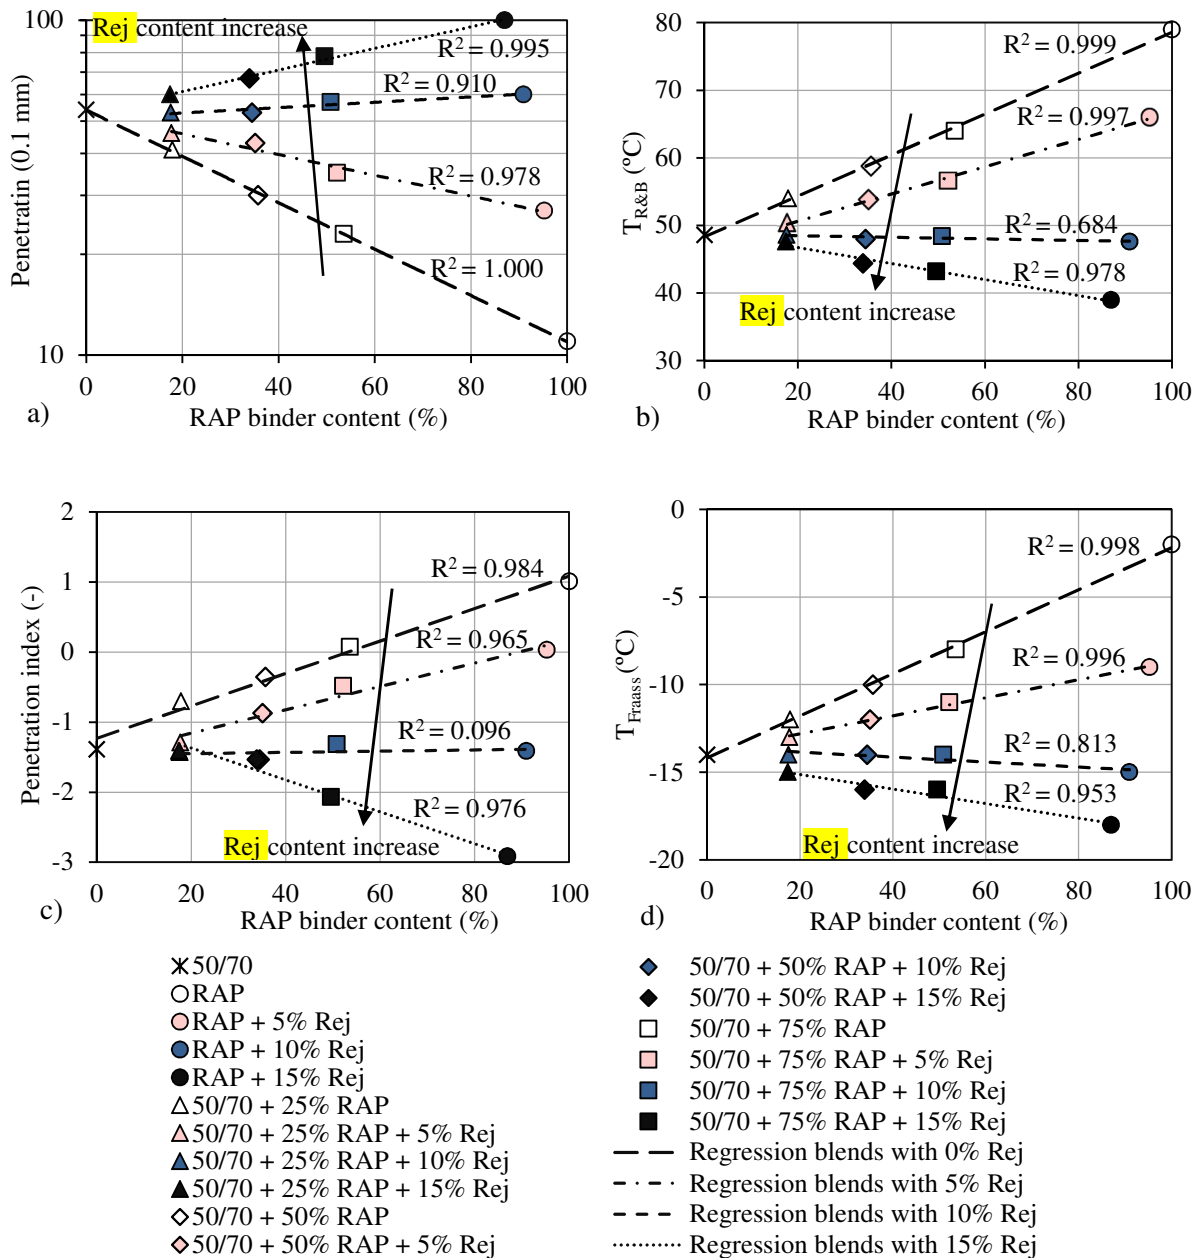 100
Rej content increase
R² = 0.995
R² = 0.910
R² = 0.978
R² = 1.000
10
0 20 40 60 80 100
Penetratin ((0.1 mm)
RAP binder content (%)
a)
80
70
60
50
40
30
R² = 0.999
R² = 0.997
R² = 0.684
R² = 0.978
Rej content increase
0 20 40 60 80 100
T_R&B (ºC)
RAP binder content (%)
b)
2
1
0
-1
-2
-3
R² = 0.984
R² = 0.965
R² = 0.096
R² = 0.976
Rej content increase
0 20 40 60 80 100
Penetration index (-)
RAP binder content (%)
c)
0
-5
-10
-15
-20
R² = 0.998
R² = 0.996
R² = 0.813
R² = 0.953
Rej content increase
0 20 40 60 80 100
T_Fraass (ºC)
RAP binder content (%)
d)
50/70
RAP
RAP + 5% Rej
RAP + 10% Rej
RAP + 15% Rej
50/70 + 25% RAP
50/70 + 25% RAP + 5% Rej
50/70 + 25% RAP + 10% Rej
50/70 + 25% RAP + 15% Rej
50/70 + 50% RAP
50/70 + 50% RAP + 5% Rej
50/70 + 50% RAP + 10% Rej
50/70 + 50% RAP + 15% Rej
50/70 + 75% RAP
50/70 + 75% RAP + 5% Rej
50/70 + 75% RAP + 10% Rej
50/70 + 75% RAP + 15% Rej
Regression blends with 0% Rej
Regression blends with 5% Rej
Regression blends with 10% Rej
Regression blends with 15% Rej